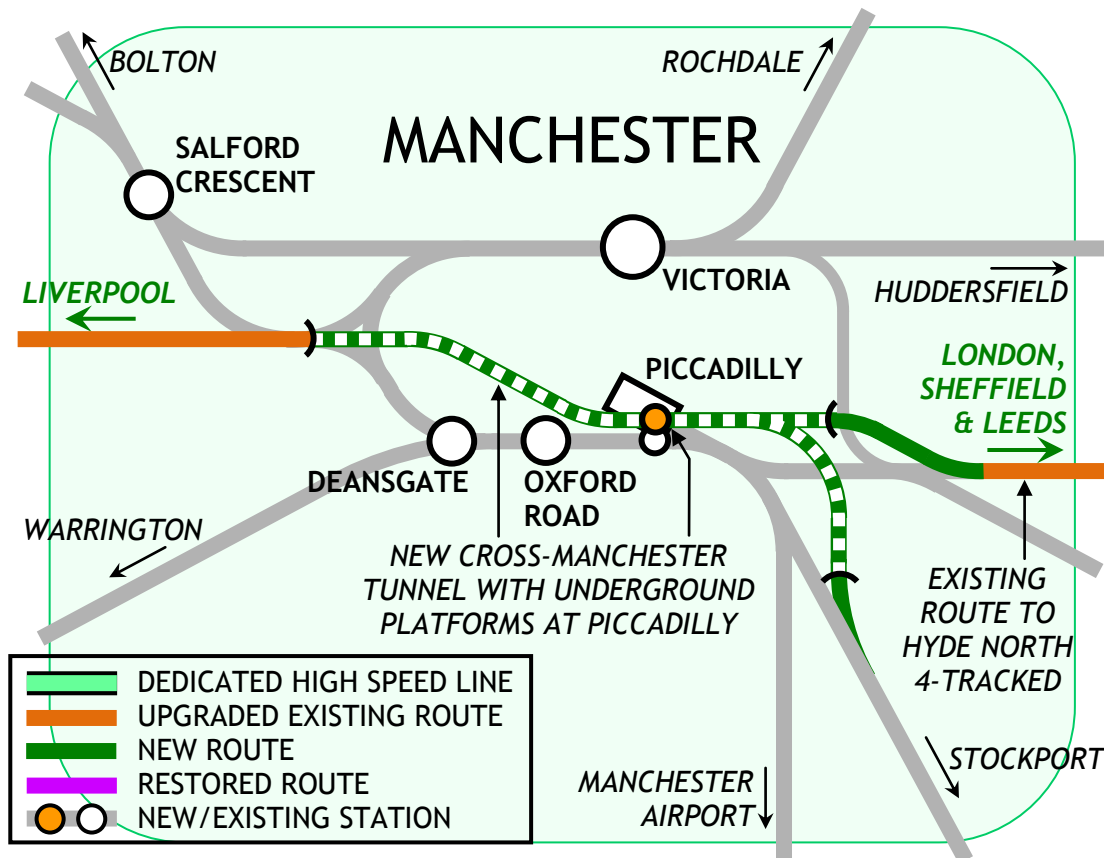 BOLTON
ROCHDALE
MANCHESTER
SALFORD
CRESCENT
VICTORIA
HUDDERSFIELD
LIVERPOOL
PICCADILLY
LONDON,
SHEFFIELD
& LEEDS
DEANSGATE
OXFORD
ROAD
WARRINGTON
NEW CROSS-MANCHESTER
TUNNEL WITH UNDERGROUND
PLATFORMS AT PICCADILLY
EXISTING
ROUTE TO
HYDE NORTH
4-TRACKED
STOCKPORT
MANCHESTER
AIRPORT
DEDICATED HIGH SPEED LINE
UPGRADED EXISTING ROUTE
NEW ROUTE
RESTORED ROUTE
NEW/EXISTING STATION